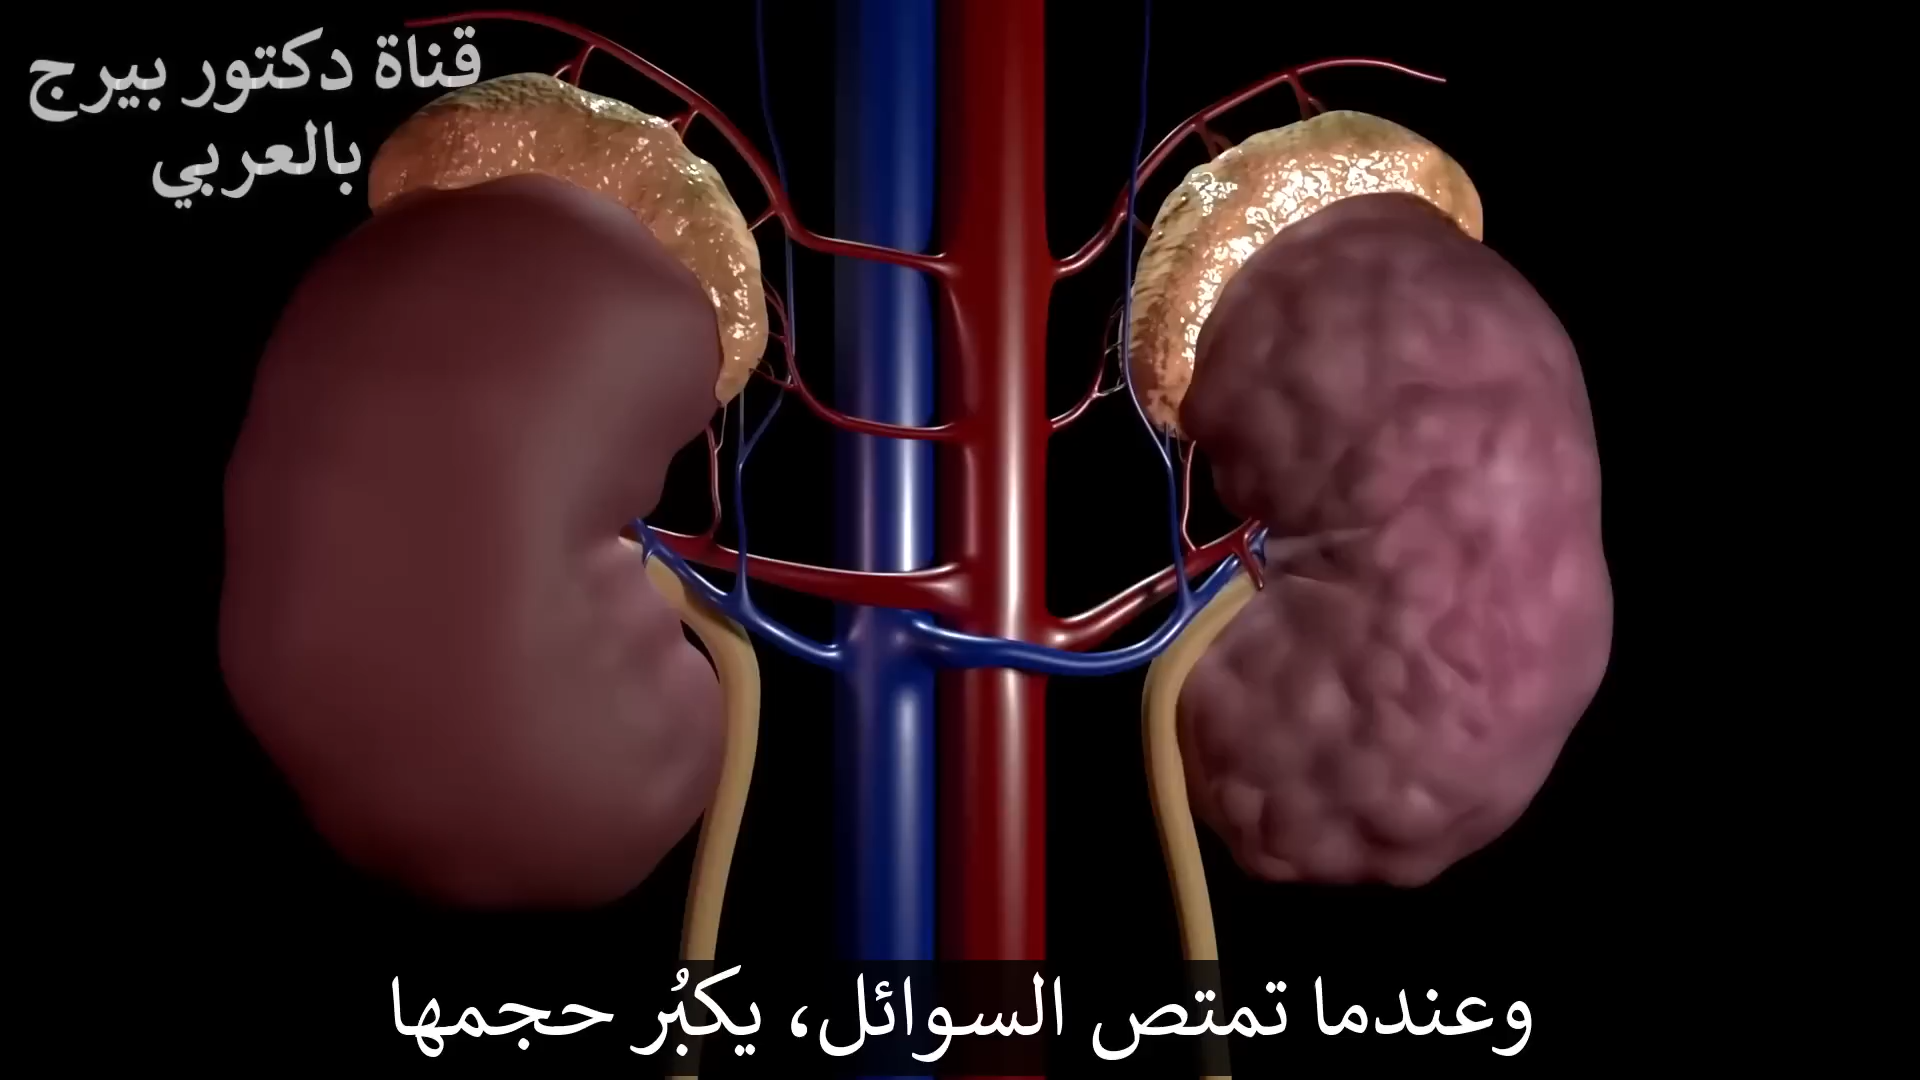 قناة دكتور بيرج
بالعربي
وعندما تمتص السوائل، يكبُر حجمها